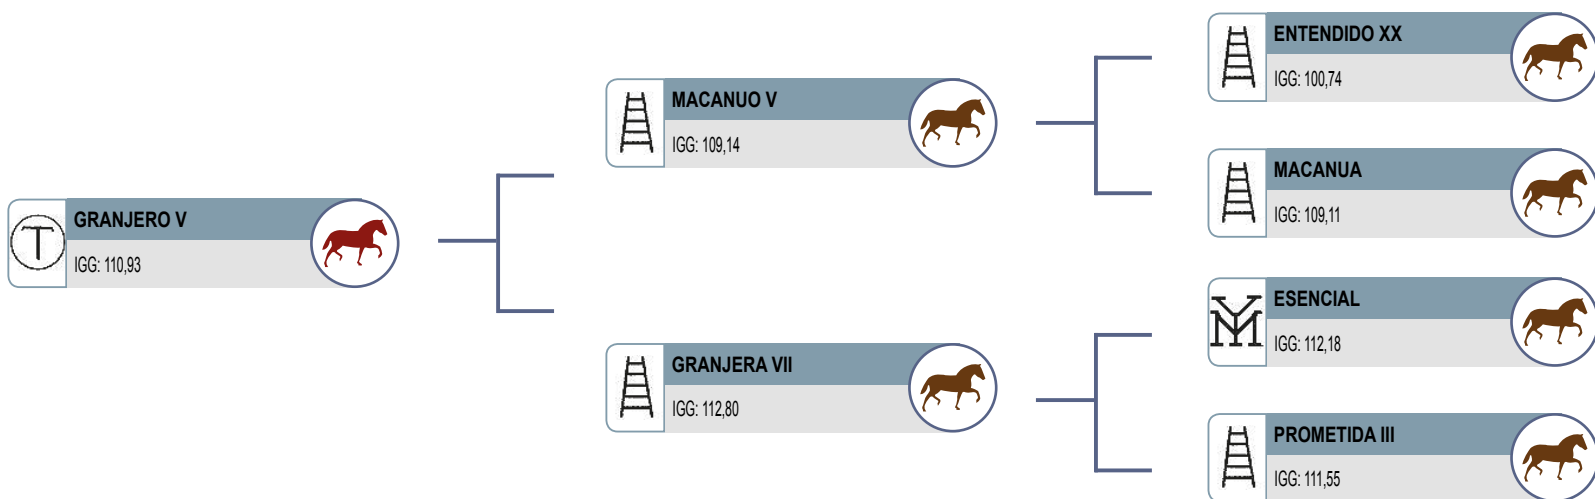 GRANJERO V
IGG: 110,93
MACANUO V
IGG: 109,14
GRANJERA VII
IGG: 112,80
ENTENDIDO XX
IGG: 100,74
MACANUA
IGG: 109,11
ESENCIAL
IGG: 112,18
PROMETIDA III
IGG: 111,55